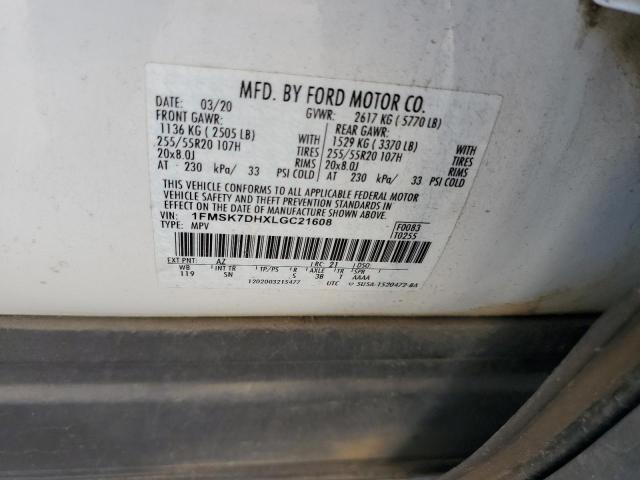 MFD. BY FORD MOTOR CO.
DATE: 03/20 GVWR: 2617 KG ( 5770 LB)
FRONT GAWR: REAR GAWR:
1136 KG ( 2505 LB) WITH 1529 KG ( 3370 LB) WITH
255/55R20 107H TIRES 255/55R20 107H TIRES
20x8.0J RIMS 20x8.0J RIMS
AT 230 kPa/ 33 PSI COLD AT 230 kPa/ 33 PSI COLD
THIS VEHICLE CONFORMS TO ALL APPLICABLE FEDERAL MOTOR
VEHICLE SAFETY AND THEFT PREVENTION STANDARDS IN
EFFECT ON THE DATE OF MANUFACTURE SHOWN ABOVE.
VIN: 1FMSK7DHXLGC21608 F0083
TYPE: MPV T0255
EXT PNT: AZ RC: 21 DSO:
WB INT TR TP/PS R AXLE TR SPR
119 SN 5 3B T AAAA
1202003215477 UTC SU5A-1520472-BA